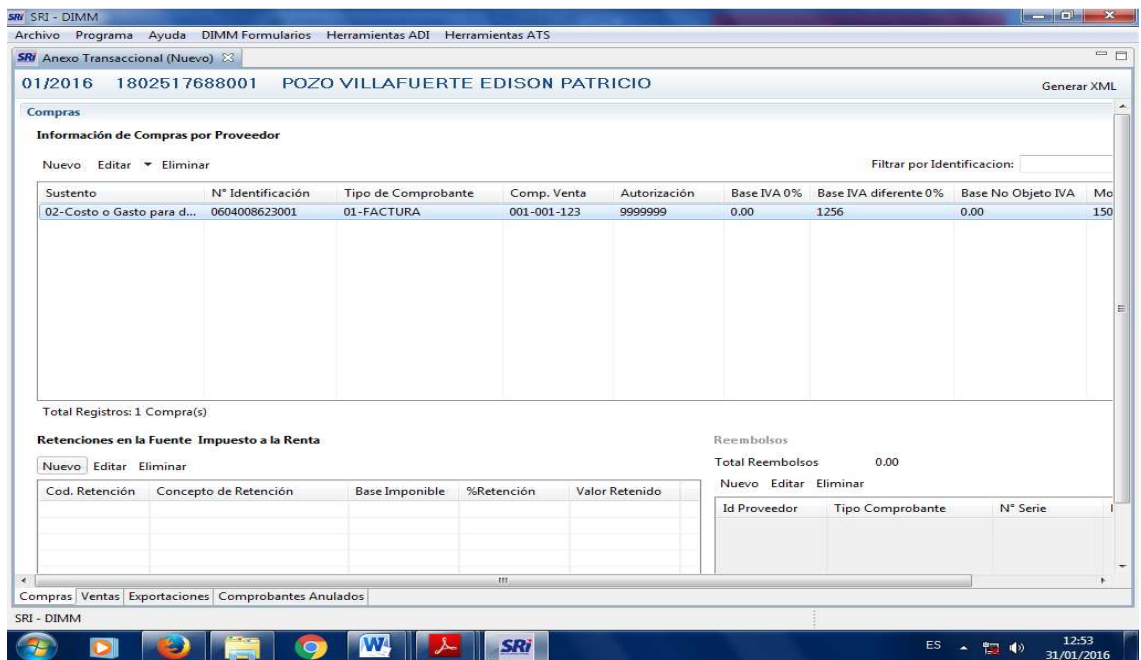 SRi SRI - DIMM
Archivo Programa Ayuda DIMM Formularios Herramientas ADI Herramientas ATS
SRi Anexo Transaccional (Nuevo)
01/2016 1802517688001 POZO VILLAFUERTE EDISON PATRICIO Generar XML
Compras
Información de Compras por Proveedor
Nuevo Editar Eliminar Filtrar por Identificacion:
Sustento N° Identificación Tipo de Comprobante Comp. Venta Autorización Base IVA 0% Base IVA diferente 0% Base No Objeto IVA Mo
02-Costo o Gasto para d... 0604008623001 01-FACTURA 001-001-123 9999999 0.00 1256 0.00 150
Total Registros: 1 Compra(s)
Retenciones en la Fuente Impuesto a la Renta Reembolsos
Total Reembolsos 0.00
Nuevo Editar Eliminar Nuevo Editar Eliminar
Cod. Retención Concepto de Retención Base Imponible %Retención Valor Retenido Id Proveedor Tipo Comprobante N° Serie
Compras Ventas Exportaciones Comprobantes Anulados
SRI - DIMM
W SRi ES 12:53
31/01/2016